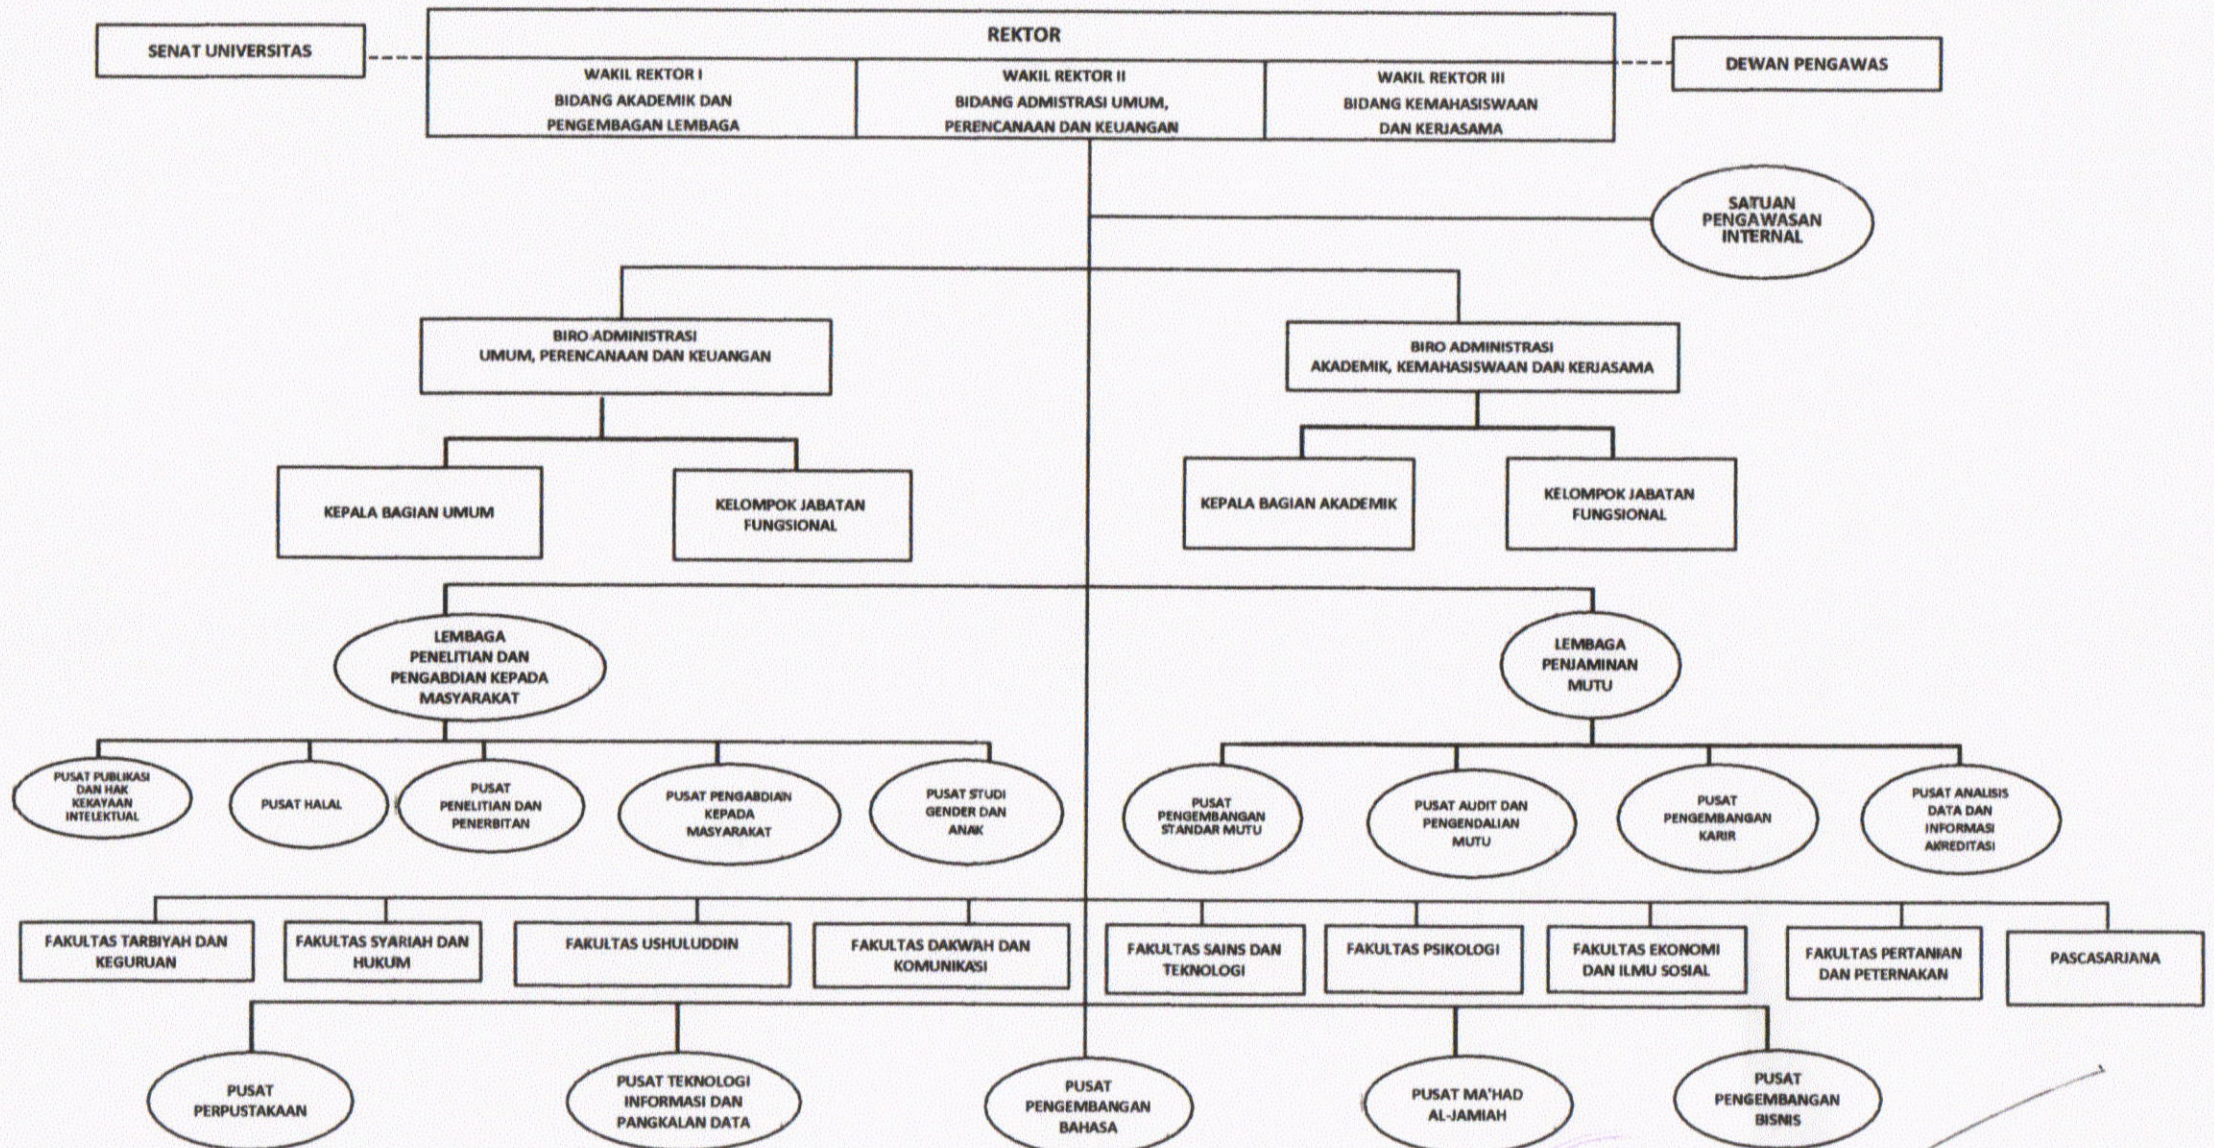 SENAT UNIVERSITAS
REKTOR
DEWAN PENGAWAS
WAKIL REKTOR I
BIDANG AKADEMIK DAN
PENGEMBAGAN LEMBAGA
WAKIL REKTOR II
BIDANG ADMISTRASI UMUM,
PERENCANAAN DAN KEUANGAN
WAKIL REKTOR III
BIDANG KEMAHASISWAAN
DAN KERJASAMA
SATUAN
PENGAWASAN
INTERNAL
BIRO ADMINISTRASI
UMUM, PERENCANAAN DAN KEUANGAN
BIRO ADMINISTRASI
AKADEMIK, KEMAHASISWAAN DAN KERJASAMA
KEPALA BAGIAN UMUM
KELOMPOK JABATAN
FUNGSIONAL
KEPALA BAGIAN AKADEMIK
KELOMPOK JABATAN
FUNGSIONAL
LEMBAGA
PENELITIAN DAN
PENGABDIAN KEPADA
MASYARAKAT
LEMBAGA
PENJAMINAN
MUTU
PUSAT PUBLIKASI
DAN HAK
KEKAYAAN
INTELEKTUAL
PUSAT HALAL
PUSAT
PENELITIAN DAN
PENERBITAN
PUSAT PENGABDIAN
KEPADA
MASYARAKAT
PUSAT STUDI
GENDER DAN
ANAK
PUSAT
PENGEMBANGAN
STANDAR MUTU
PUSAT AUDIT DAN
PENGENDALIAN
MUTU
PUSAT
PENGEMBANGAN
KARIR
PUSAT ANALISIS
DATA DAN
INFORMASI
AKREDITASI
FAKULTAS TARBIYAH DAN
KEGURUAN
FAKULTAS SYARIAH DAN
HUKUM
FAKULTAS USHULUDDIN
FAKULTAS DAKWAH DAN
KOMUNIKASI
FAKULTAS SAINS DAN
TEKNOLOGI
FAKULTAS PSIKOLOGI
FAKULTAS EKONOMI
DAN ILMU SOSIAL
FAKULTAS PERTANIAN
DAN PETERNAKAN
PASCASARJANA
PUSAT
PERPUSTAKAAN
PUSAT TEKNOLOGI
INFORMASI DAN
PANGKALAN DATA
PUSAT
PENGEMBANGAN
BAHASA
PUSAT MA'HAD
AL-JAMIAH
PUSAT
PENGEMBANGAN
BISNIS